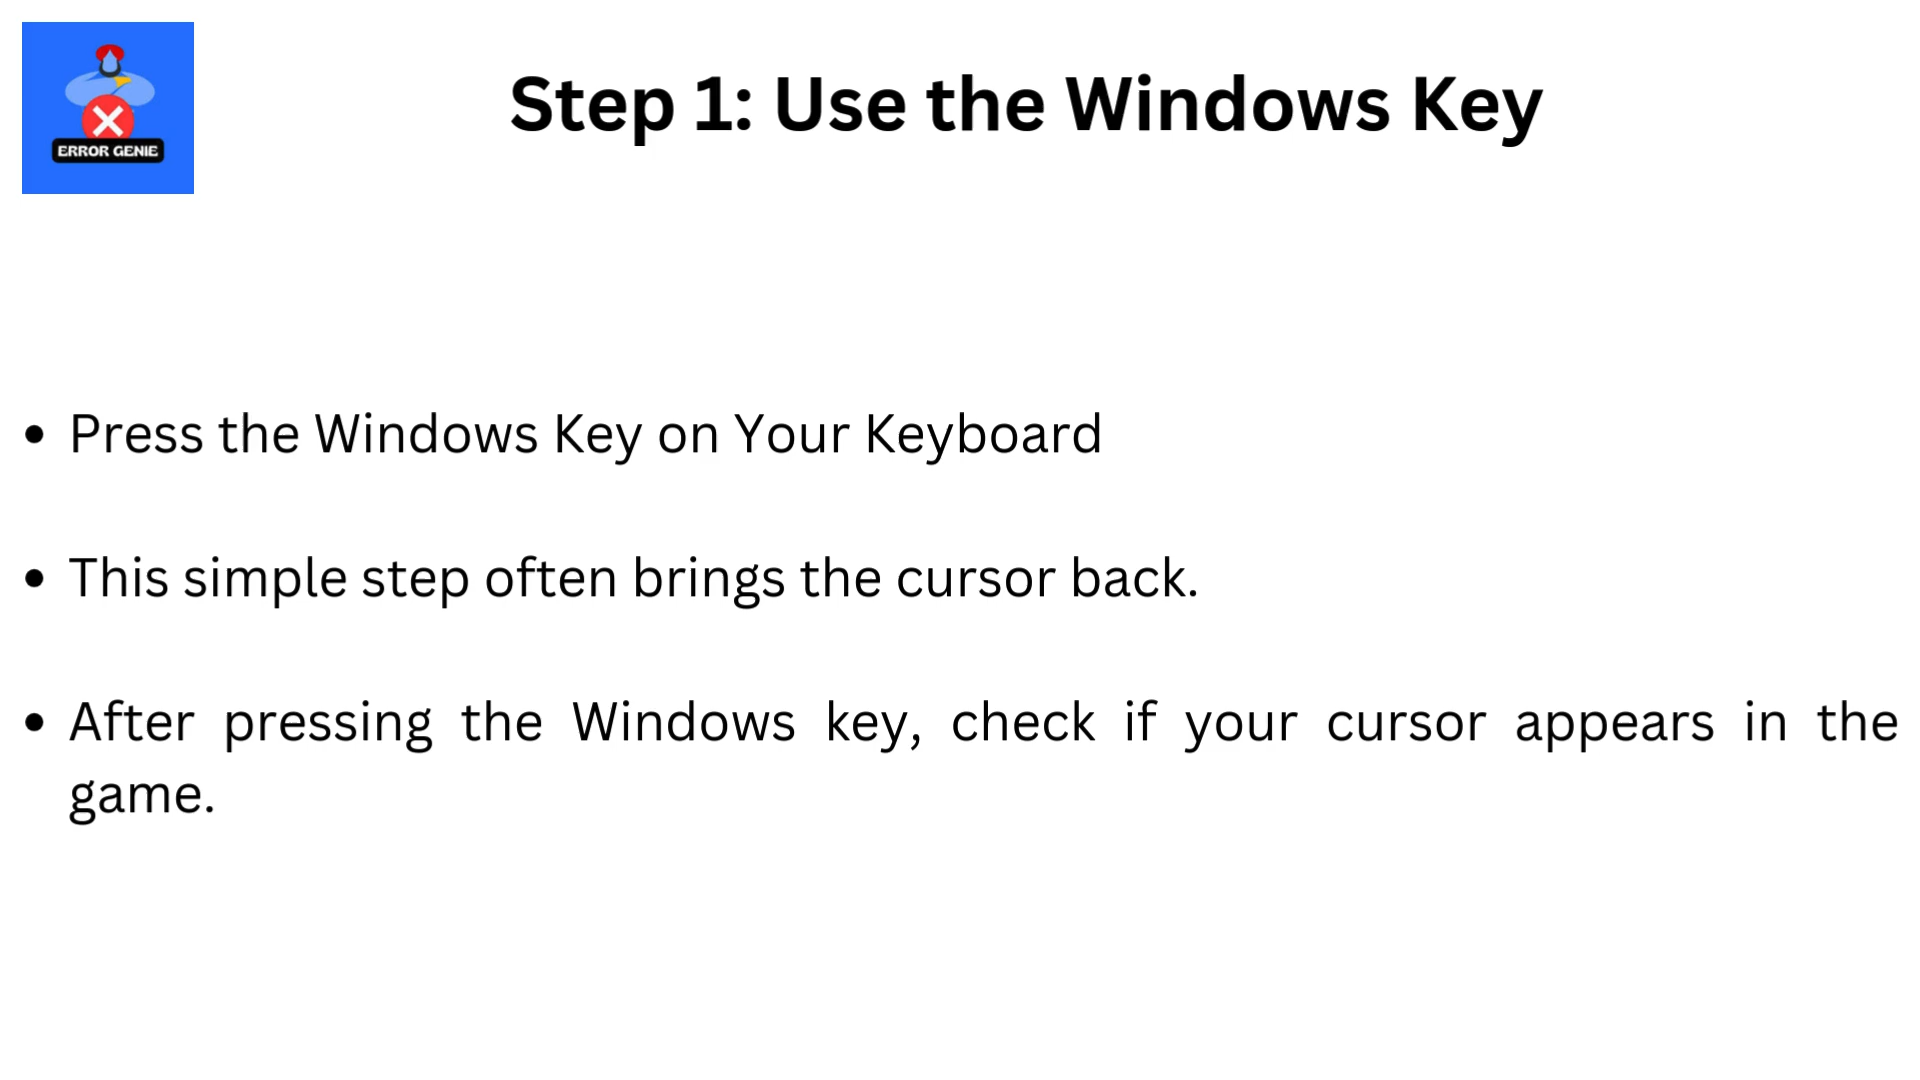 ERROR GENIE
Step 1: Use the Windows Key
• Press the Windows Key on Your Keyboard
• This simple step often brings the cursor back.
• After pressing the Windows key, check if your cursor appears in the
game.